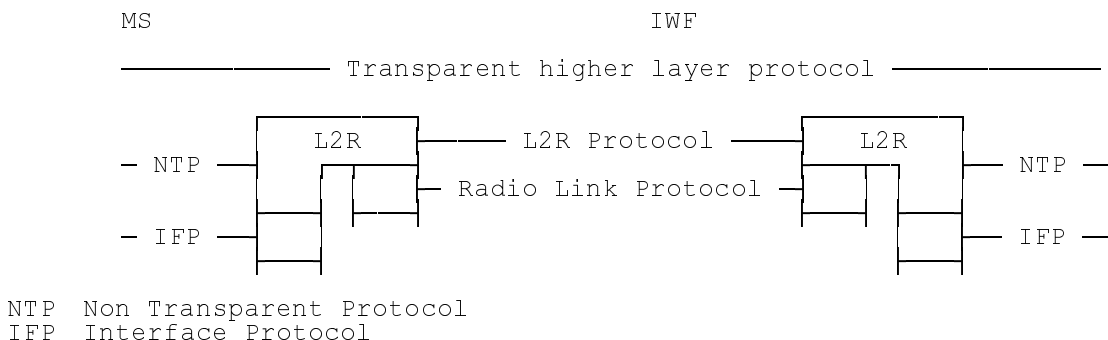 MS IWF
Transparent higher layer protocol
L2R L2R Protocol L2R
NTP NTP
Radio Link Protocol
IFP IFP
NTP Non Transparent Protocol
IFP Interface Protocol